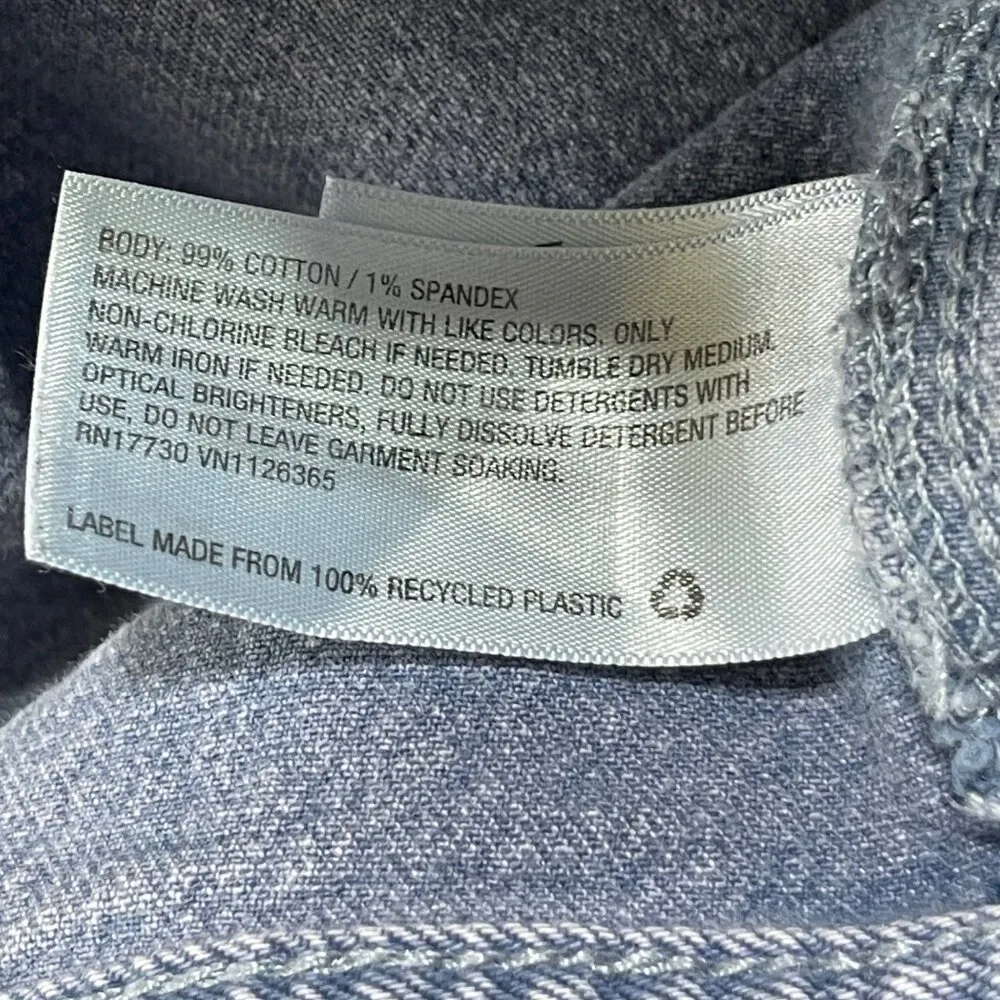 BODY: 99% COTTON / 1% SPANDEX
MACHINE WASH WARM WITH LIKE COLORS. ONLY
NON-CHLORINE BLEACH IF NEEDED. TUMBLE DRY MEDIUM.
WARM IRON IF NEEDED. DO NOT USE DETERGENTS WITH
OPTICAL BRIGHTENERS, FULLY DISSOLVE DETERGENT BEFORE
USE, DO NOT LEAVE GARMENT SOAKING.
RN17730 VN1126365
LABEL MADE FROM 100% RECYCLED PLASTIC